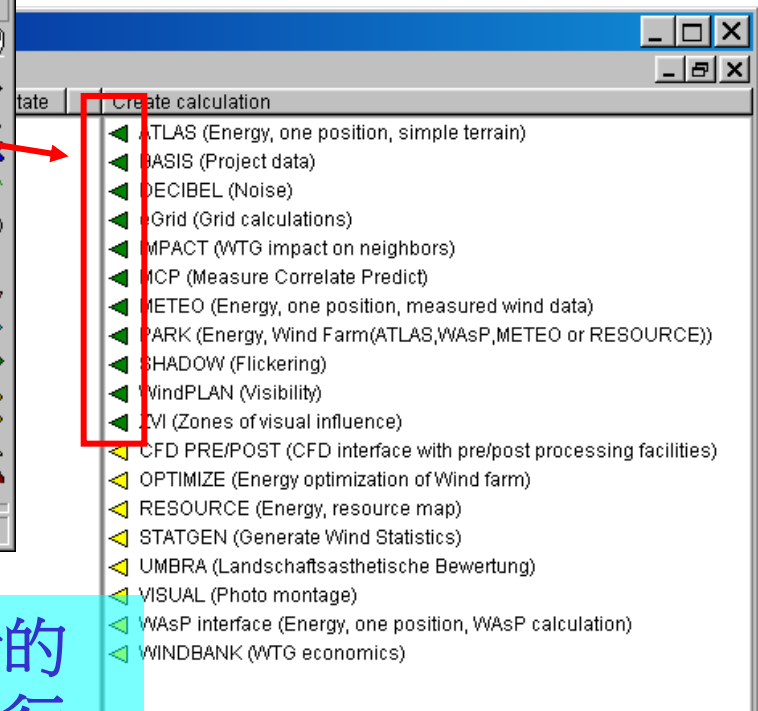 tate Create calculation
ATLAS (Energy, one position, simple terrain)
BASIS (Project data)
DECIBEL (Noise)
eGrid (Grid calculations)
IMPACT (WTG impact on neighbors)
MCP (Measure Correlate Predict)
METEO (Energy, one position, measured wind data)
PARK (Energy, Wind Farm(ATLAS,WAsP,METEO or RESOURCE))
SHADOW (Flickering)
WindPLAN (Visibility)
ZVI (Zones of visual influence)
CFD PRE/POST (CFD interface with pre/post processing facilities)
OPTIMIZE (Energy optimization of Wind farm)
RESOURCE (Energy, resource map)
STATGEN (Generate Wind Statistics)
UMBRA (Landschaftsasthetische Bewertung)
VISUAL (Photo montage)
WAsP interface (Energy, one position, WAsP calculation)
WINDBANK (WTG economics)
的